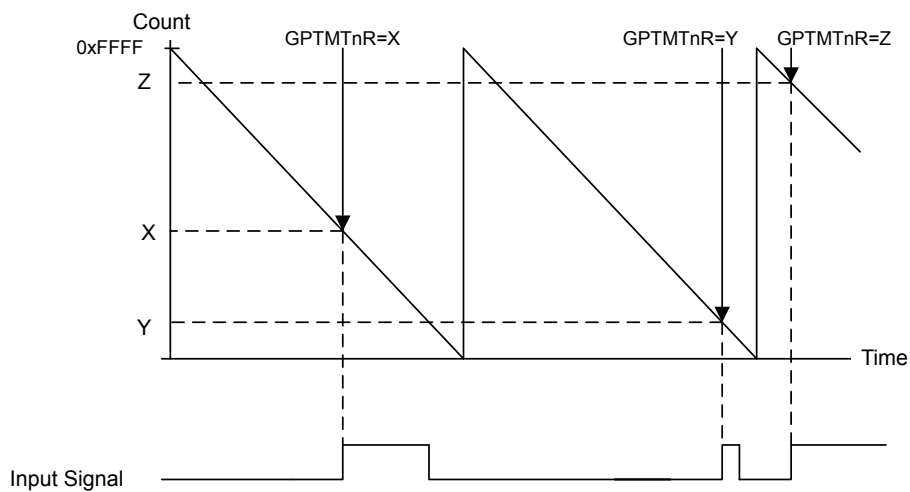 Count
0xFFFF
GPTMTnR=X
GPTMTnR=Y
GPTMTnR=Z
Z
X
Y
Time
Input Signal